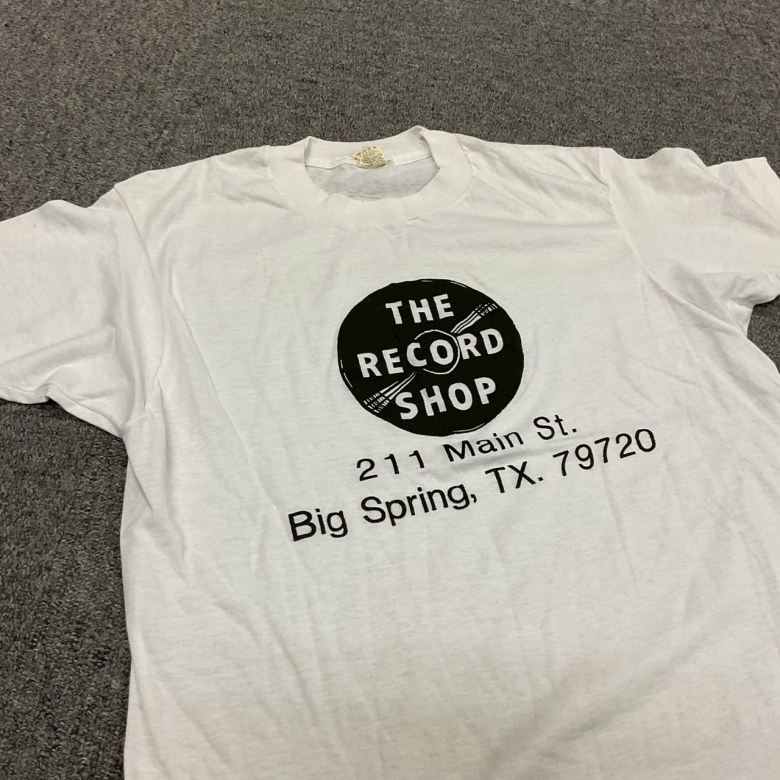 THE
RECORD
SHOP
211 Main St.
Big Spring, TX. 79720